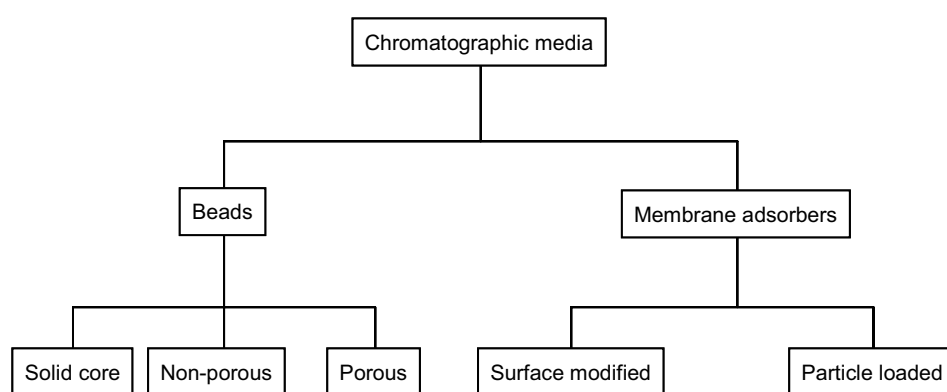 Chromatographic media
Beads
Membrane adsorbers
Solid core
Non-porous
Porous
Surface modified
Particle loaded